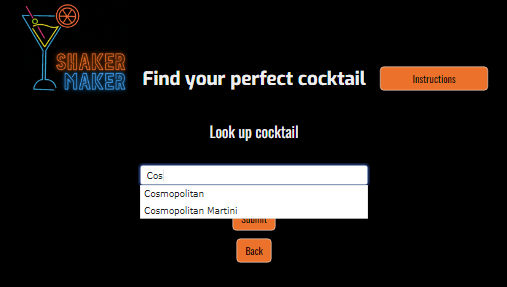 SHAKER
MAKER
Find your perfect cocktail
Instructions
Look up cocktail
Cos
Cosmopolitan
Cosmopolitan Martini
Submit
Back